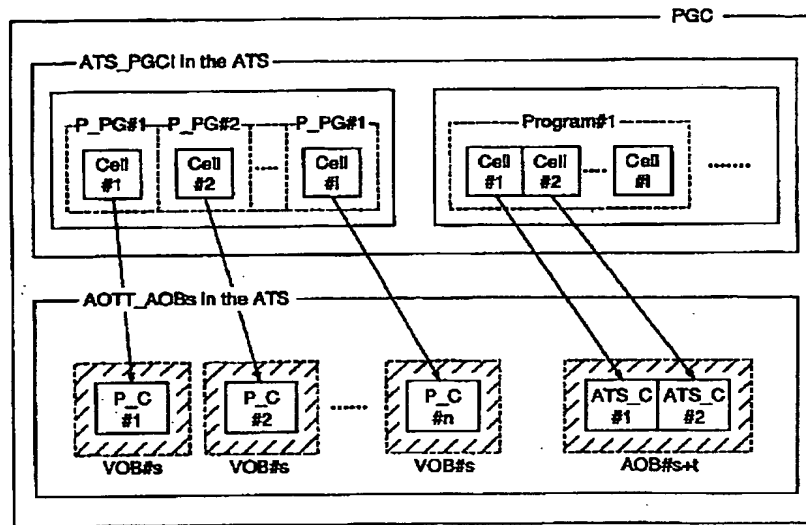 PGC
ATS_PGCI in the ATS
P_PG#1 P_PG#2 P_PG#1
Cell #1
Cell #2
.....
Cell #i
Program#1
Cell #1
Cell #2
....
Cell #i
.......
AOTT_AOBs in the ATS
P_C #1
P_C #2
......
P_C #n
ATS_C #1
ATS_C #2
VOB#s VOB#s VOB#s AOB#s+t